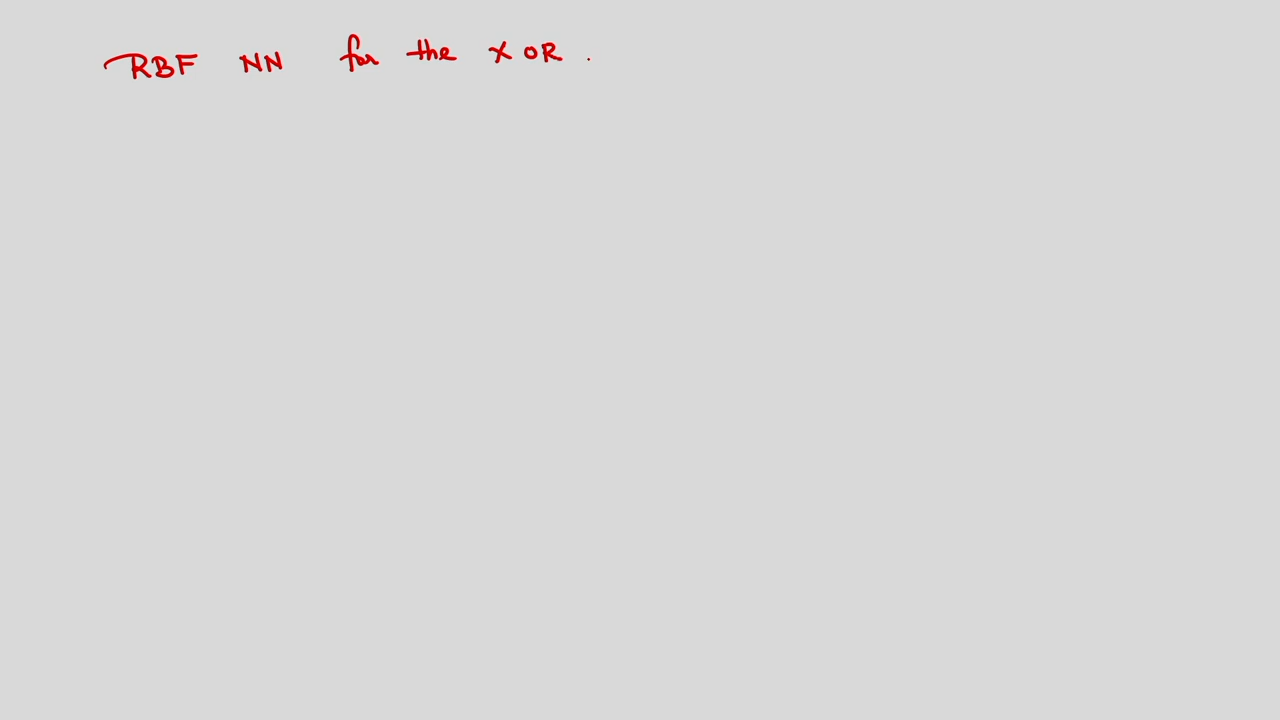 RBF NN for the XOR .